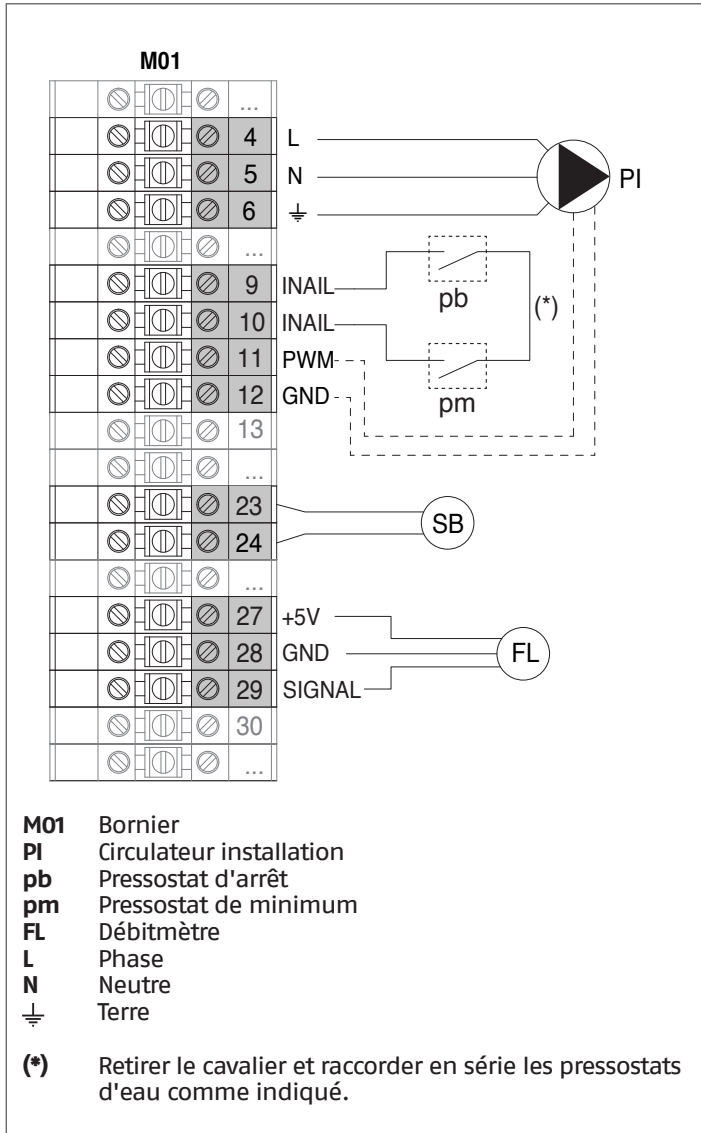 M01
...
4 L
5 N PI
6 ⏚
...
9 INAIL
pb (*)
10 INAIL
11 PWM
pm
12 GND
13
...
23
SB
24
...
27 +5V
28 GND FL
29 SIGNAL
30
...
M01 Bornier
PI Circulateur installation
pb Pressostat d'arrêt
pm Pressostat de minimum
FL Débitmètre
L Phase
N Neutre
⏚ Terre
(*) Retirer le cavalier et raccorder en série les pressostats
d'eau comme indiqué.